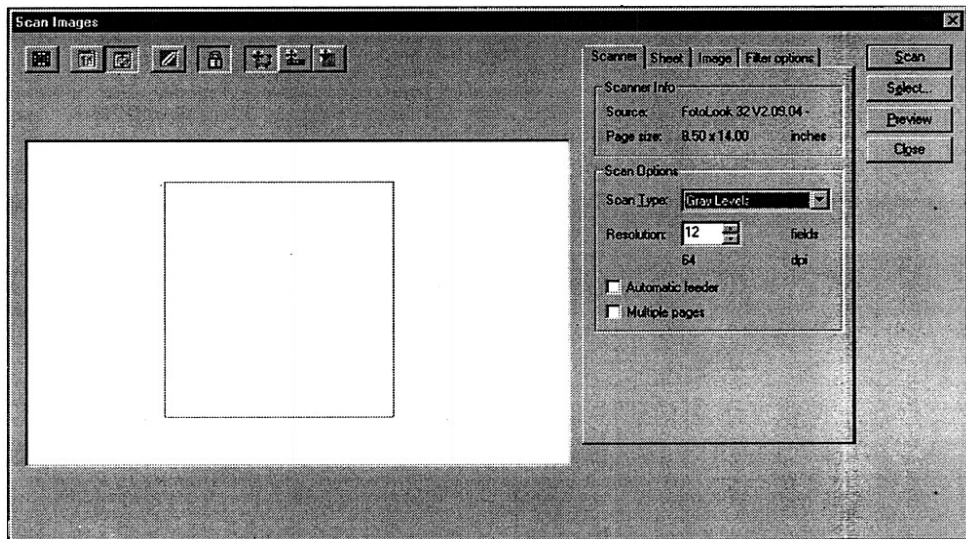 Scan Images
Scanner Sheet Image Filter options
Scanner Info
Source: FotoLook 32 V2.09.04 -
Page size: 8.50 x 14.00 inches
Scan Options
Scan Type: Gray Levels
Resolution: 12 fields
64 dpi
Automatic feeder
Multiple pages
Scan
Select...
Preview
Close